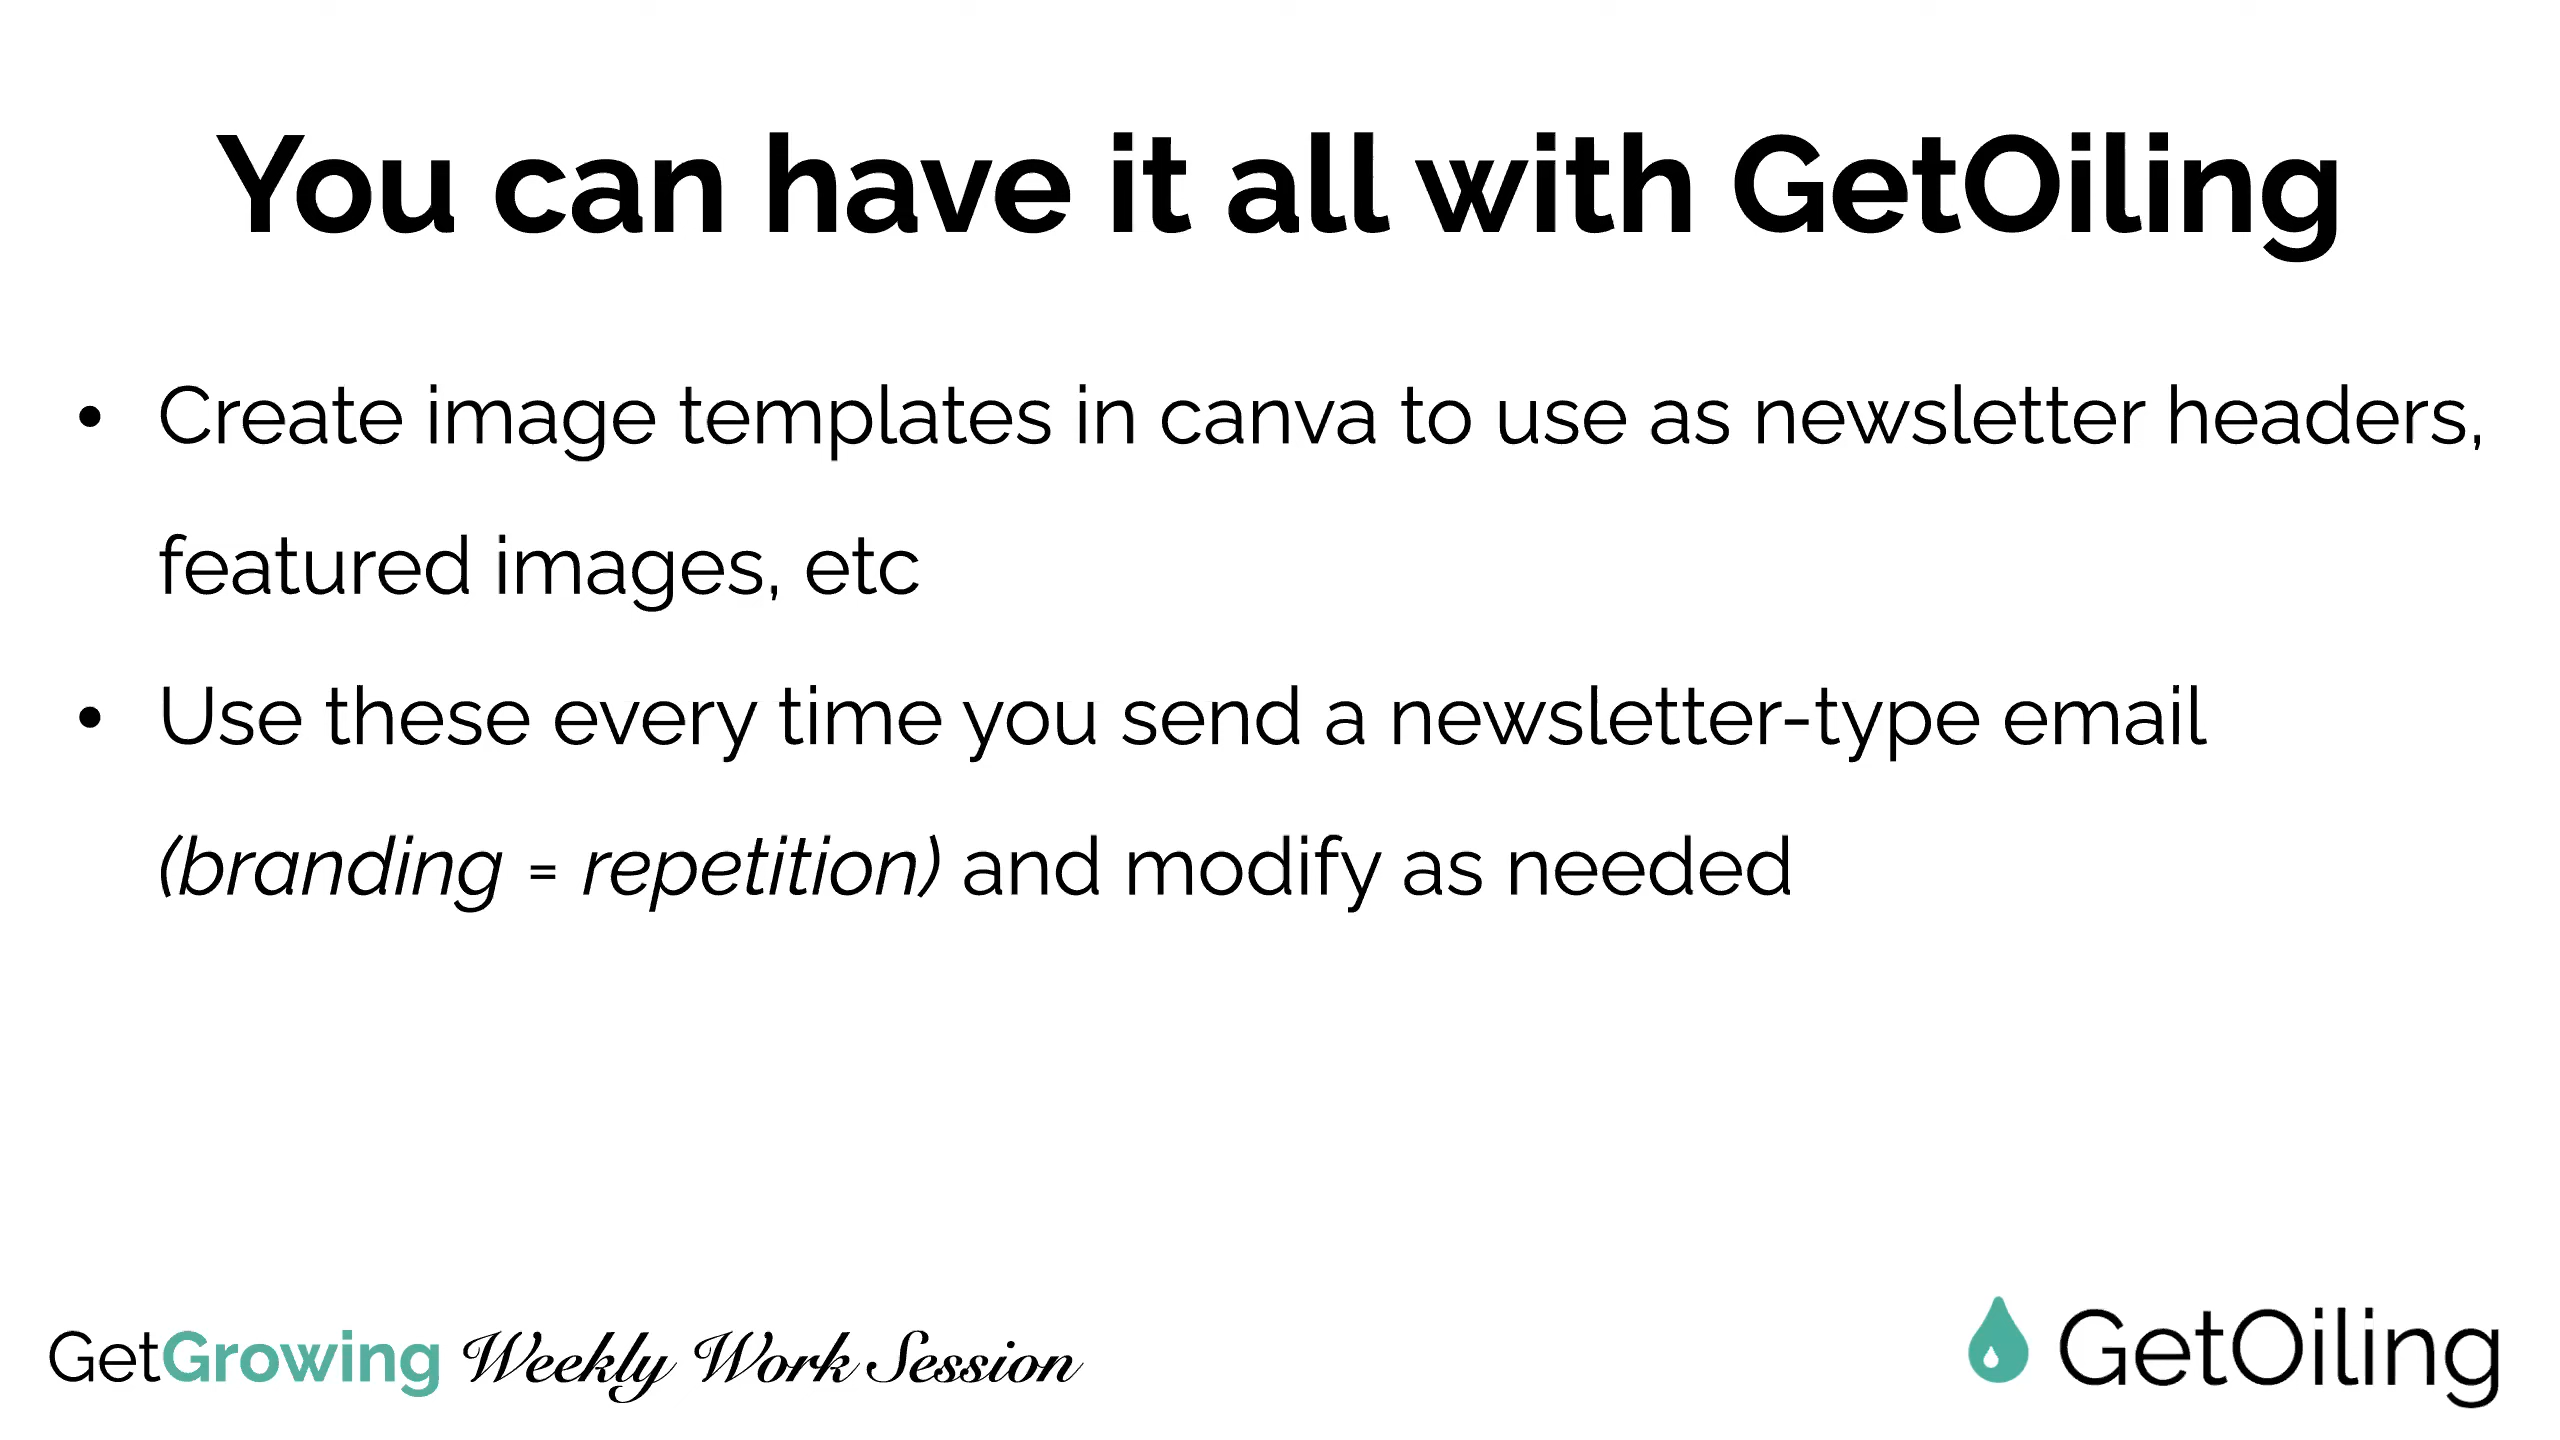 You can have it all with GetOiling
• Create image templates in canva to use as newsletter headers,
featured images, etc
• Use these every time you send a newsletter-type email
(branding = repetition) and modify as needed
GetGrowing Weekly Work Session
GetOiling